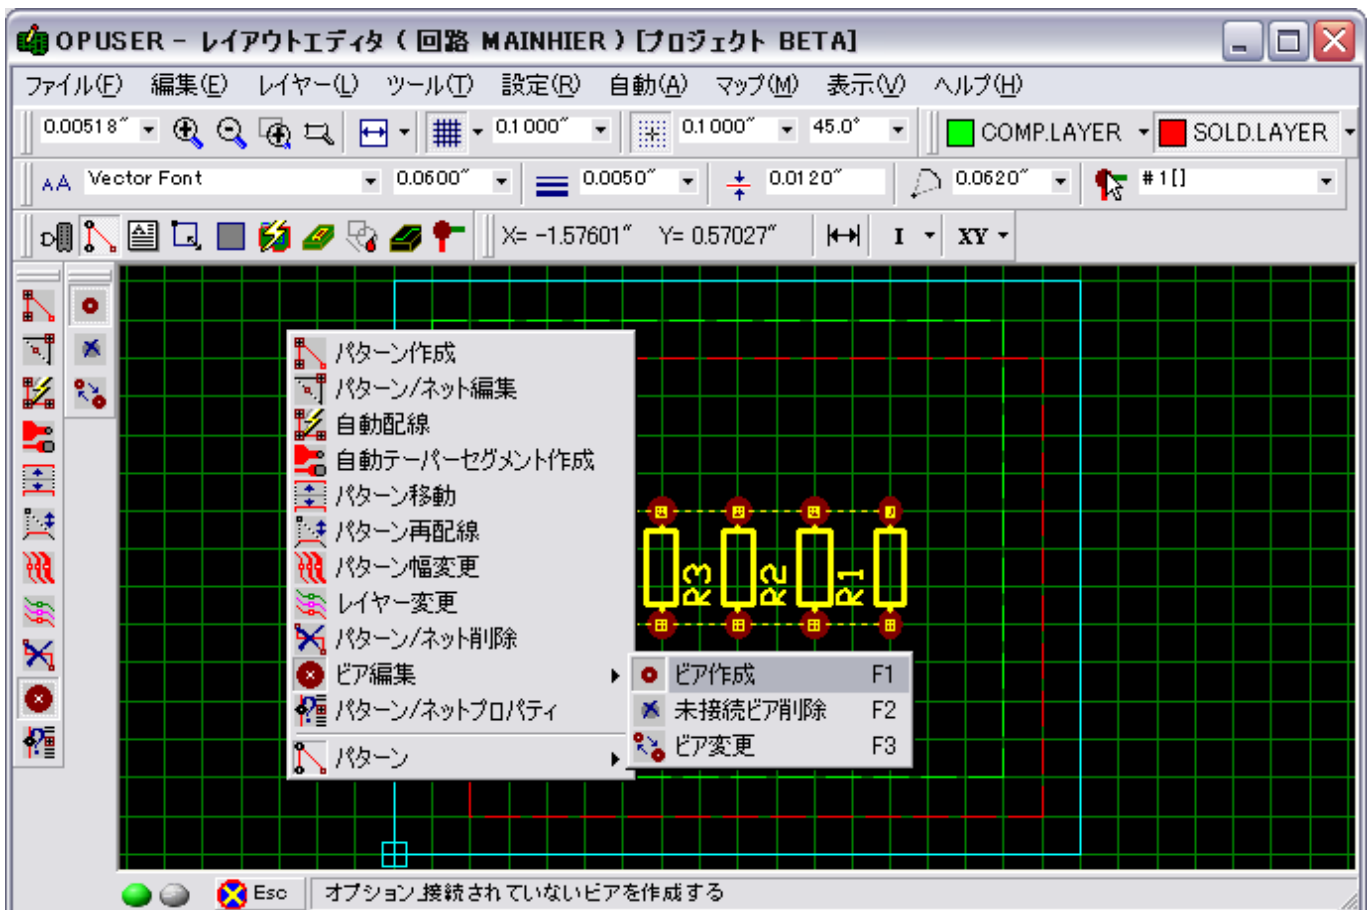 OPUSER - レイアウトエディタ ( 回路 MAINHIER ) [プロジェクト BETA]
ファイル(F) 編集(E) レイヤー(L) ツール(T) 設定(R) 自動(A) マップ(M) 表示(V) ヘルプ(H)
0.00518″ 0.1000″ 0.1000″ 45.0° COMP.LAYER SOLD.LAYER
AA Vector Font 0.0600″ 0.0050″ 0.0120″ 0.0620″ #1[]
X= -1.57601″ Y= 0.57027″ I XY
パターン作成
パターン/ネット編集
自動配線
自動テーパーセグメント作成
パターン移動
パターン再配線
パターン幅変更
レイヤー変更
パターン/ネット削除
ビア編集
パターン/ネットプロパティ
パターン
R3 R2 R1
ビア作成 F1
未接続ビア削除 F2
ビア変更 F3
Esc オプション」接続されていないビアを作成する